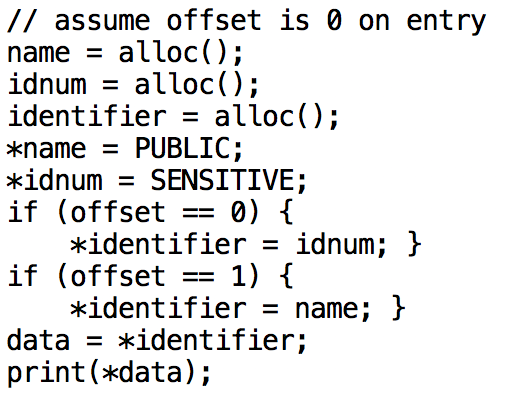 // assume offset is 0 on entry
name = alloc();
idnum = alloc();
identifier = alloc();
*name = PUBLIC;
*idnum = SENSITIVE;
if (offset == 0) {
    *identifier = idnum; }
if (offset == 1) {
    *identifier = name; }
data = *identifier;
print(*data);